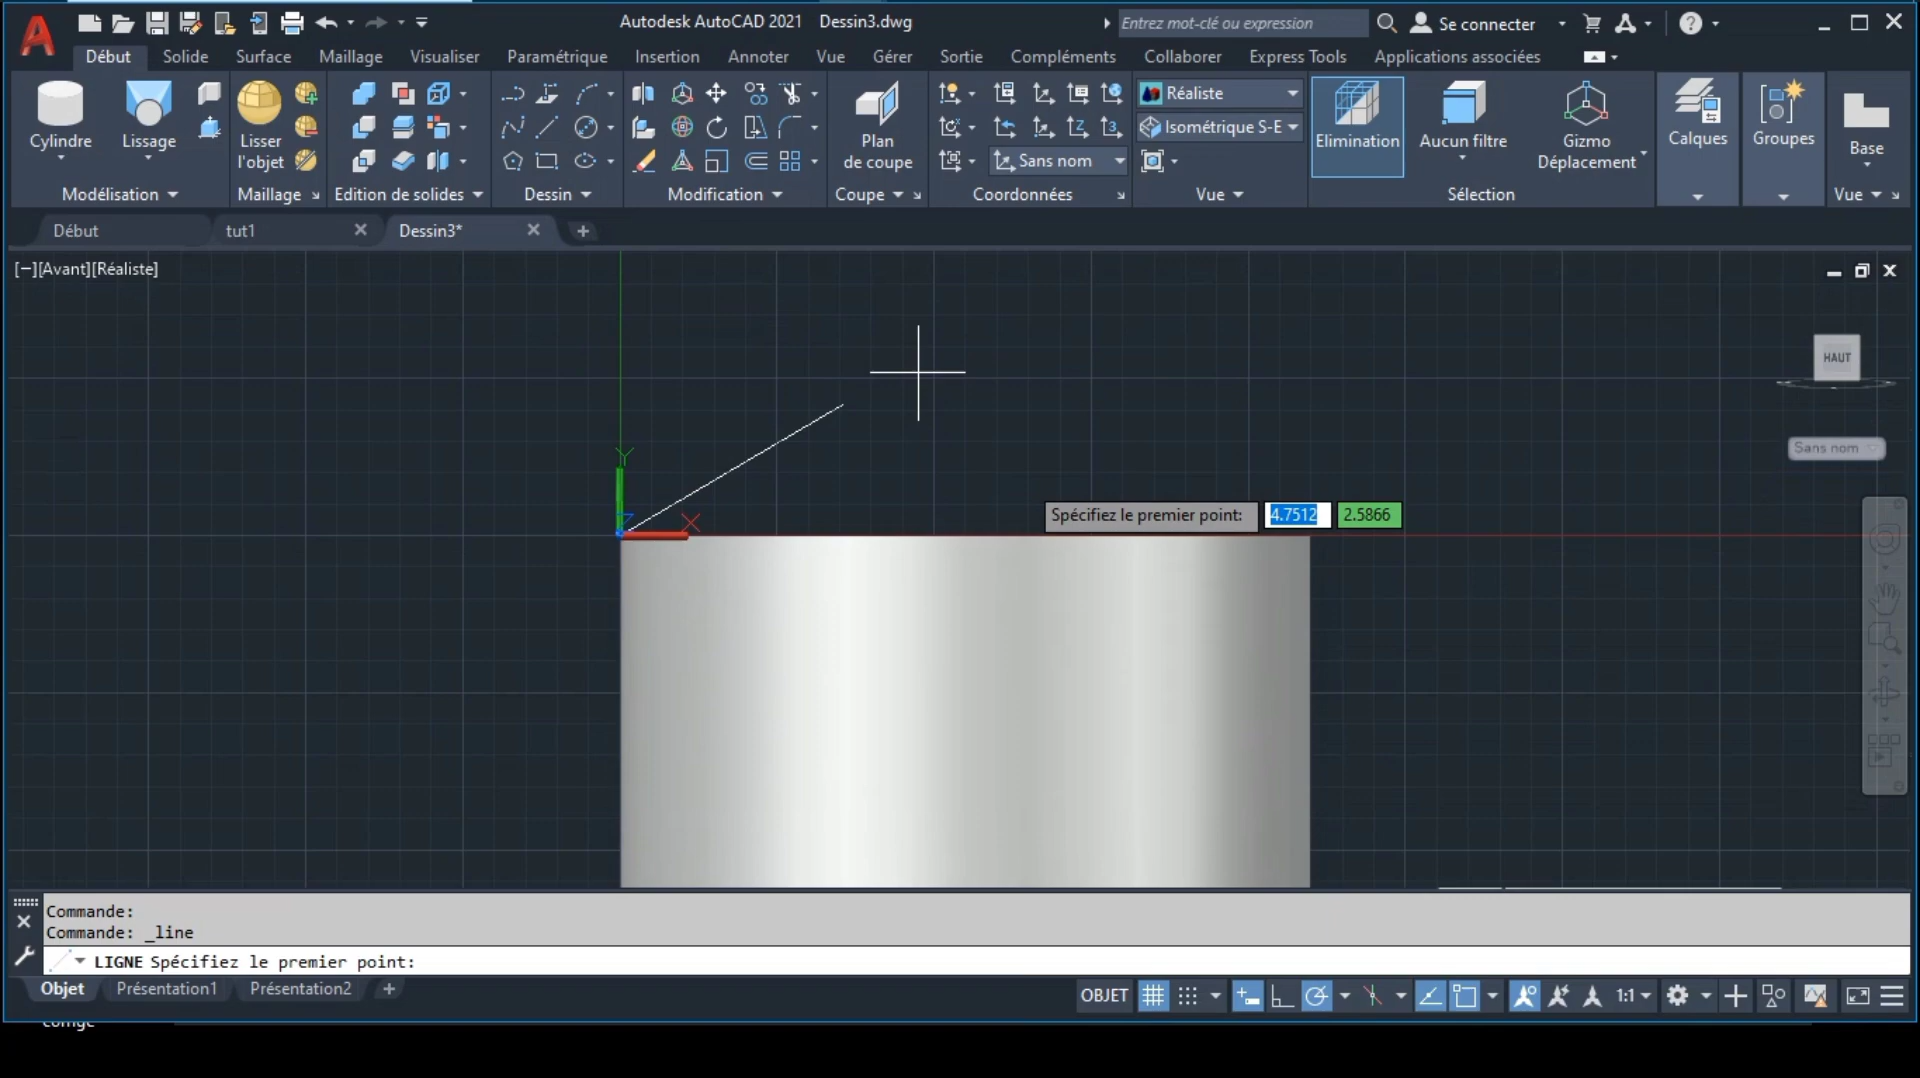 Autodesk AutoCAD 2021 Dessin3.dwg
Entrez mot-clé ou expression
Se connecter
Début Solide Surface Maillage Visualiser Paramétrique Insertion Annoter Vue Gérer Sortie Compléments Collaborer Express Tools Applications associées
Cylindre
Lissage
Lisser
l'objet
Plan
de coupe
Réaliste
Isométrique S-E
Sans nom
Elimination
Aucun filtre
Gizmo
Déplacement
Calques
Groupes
Base
Modélisation Maillage Edition de solides Dessin Modification Coupe Coordonnées Vue Sélection Vue
Début tut1 Dessin3*
[−][Avant][Réaliste]
HAUT
Sans nom
Y
X
Spécifiez le premier point: 4.7512 2.5866
Commande:
Commande: _line
LIGNE Spécifiez le premier point:
Objet Présentation1 Présentation2
OBJET 1:1